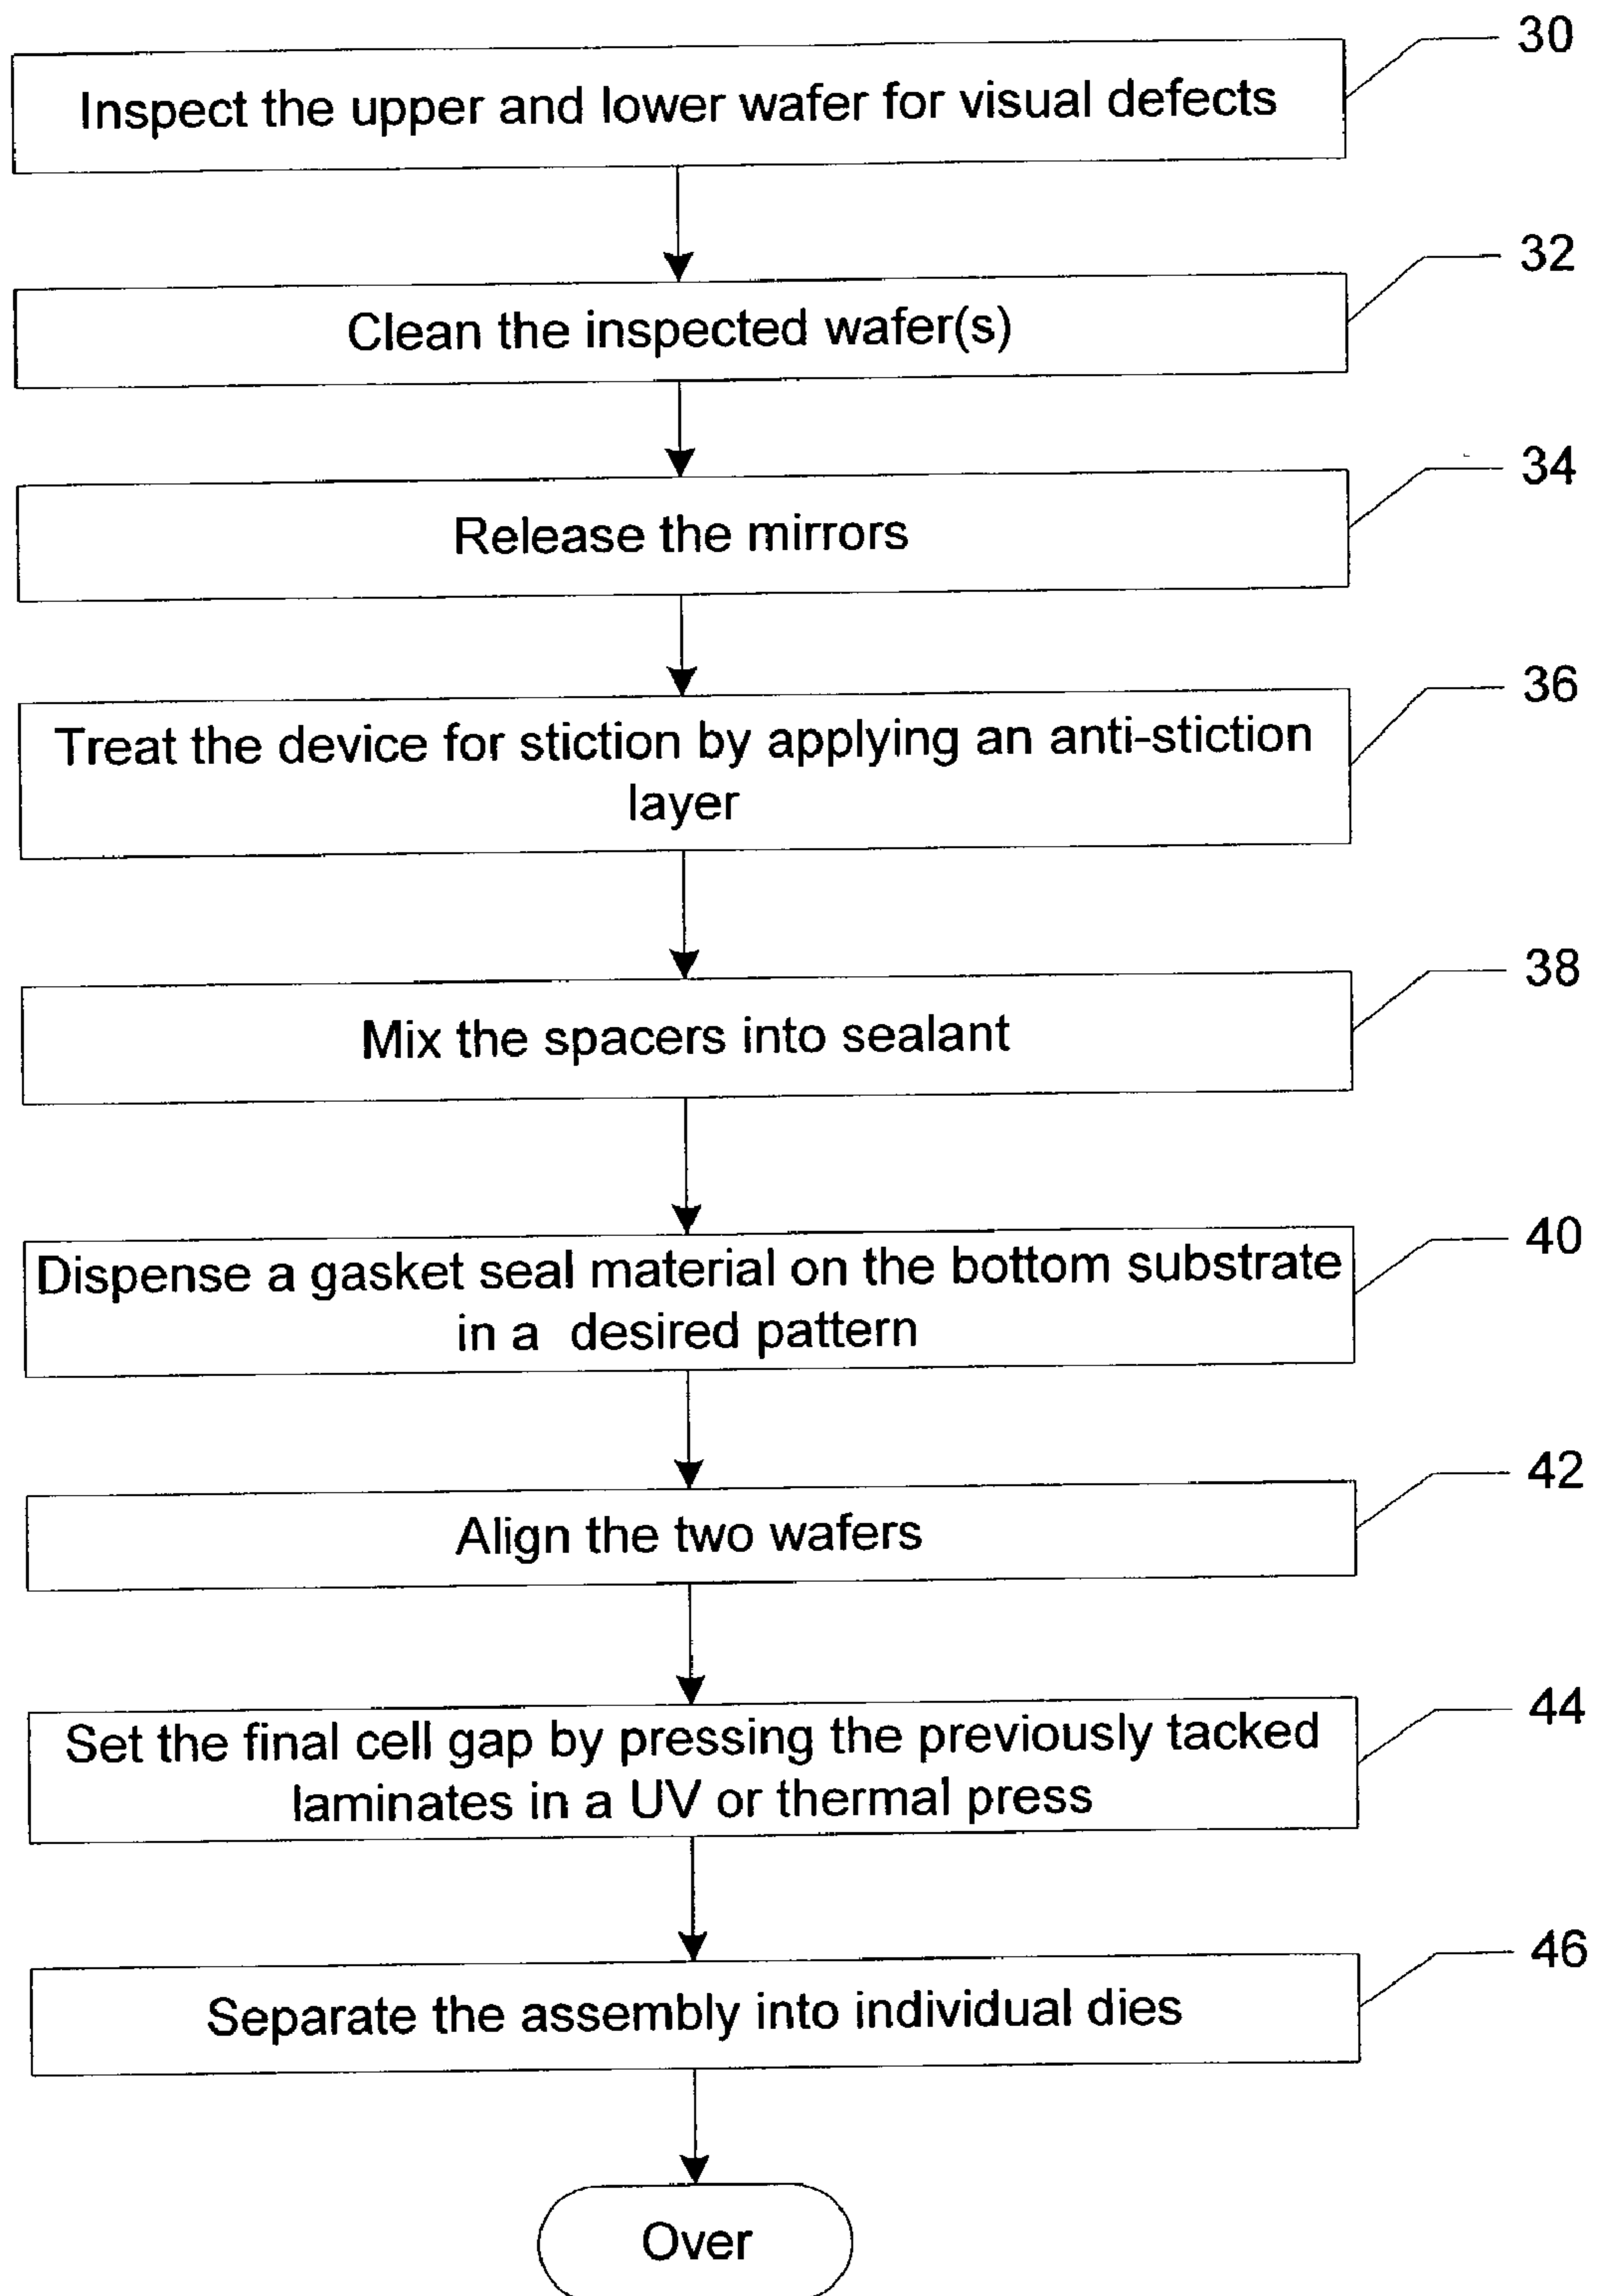 30
Inspect the upper and lower wafer for visual defects
32
Clean the inspected wafer(s)
34
Release the mirrors
36
Treat the device for stiction by applying an anti-stiction
layer
38
Mix the spacers into sealant
40
Dispense a gasket seal material on the bottom substrate
in a desired pattern
42
Align the two wafers
44
Set the final cell gap by pressing the previously tacked
laminates in a UV or thermal press
46
Separate the assembly into individual dies
Over